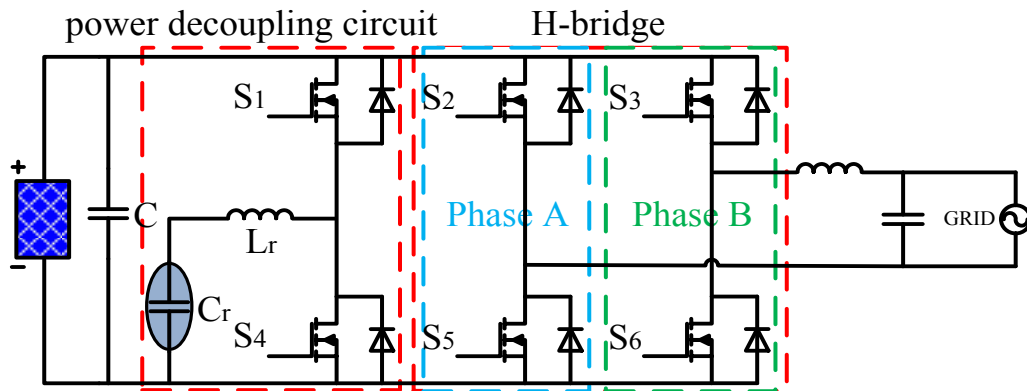 power decoupling circuit
H-bridge
S1
S2
S3
+
C
Lr
Phase A
Phase B
GRID
−
Cr
S4
S5
S6